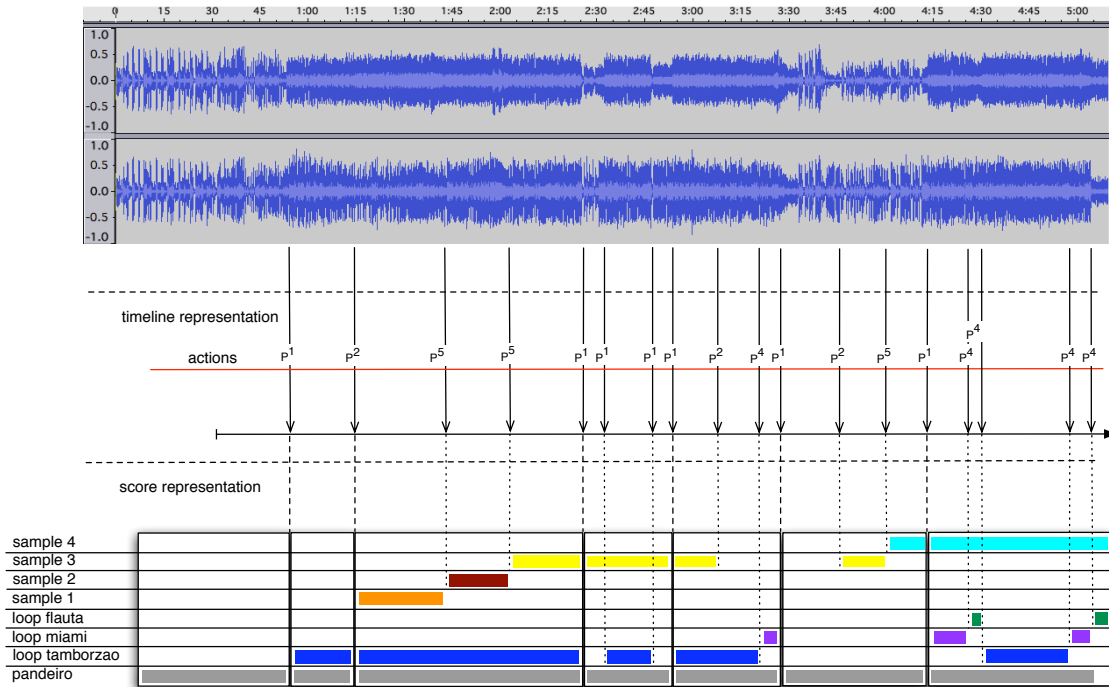 0 15 30 45 1:00 1:15 1:30 1:45 2:00 2:15 2:30 2:45 3:00 3:15 3:30 3:45 4:00 4:15 4:30 4:45 5:00
1.0
0.5
0.0
-0.5
-1.0
1.0
0.5
0.0
-0.5
-1.0
timeline representation
P4
actions P1 P2 P5 P5 P1 P1 P1 P1 P2 P4 P1 P2 P5 P1 P4 P4 P4
score representation
sample 4
sample 3
sample 2
sample 1
loop flauta
loop miami
loop tamborzao
pandeiro